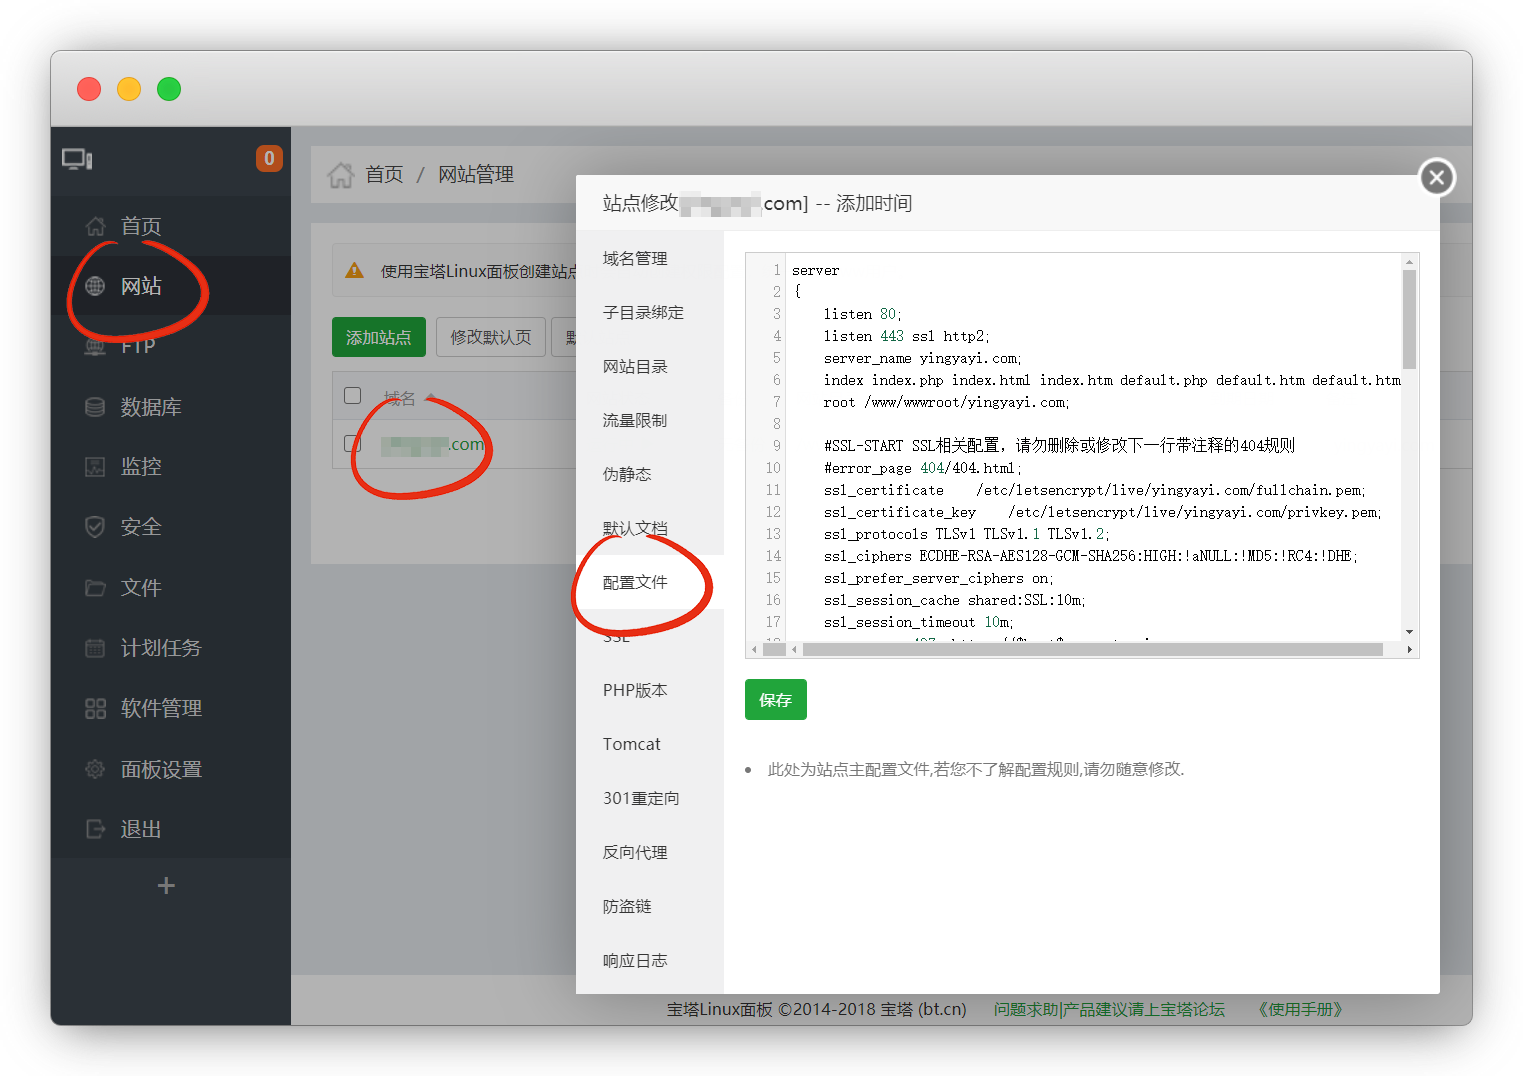 0
首页
网站
FTP
数据库
监控
安全
文件
计划任务
软件管理
面板设置
退出
+
首页 / 网站管理
使用宝塔Linux面板创建站点
添加站点
修改默认页
域名
.com
站点修改
.com] -- 添加时间
域名管理
子目录绑定
网站目录
流量限制
伪静态
默认文档
配置文件
SSL
PHP版本
Tomcat
301重定向
反向代理
防盗链
响应日志
1 server
2 {
3 listen 80;
4 listen 443 ssl http2;
5 server_name yingyayi.com;
6 index index.php index.html index.htm default.php default.htm default.htm
7 root /www/wwwroot/yingyayi.com;
8
9 #SSL-START SSL相关配置，请勿删除或修改下一行带注释的404规则
10 #error_page 404/404.html;
11 ssl_certificate /etc/letsencrypt/live/yingyayi.com/fullchain.pem;
12 ssl_certificate_key /etc/letsencrypt/live/yingyayi.com/privkey.pem;
13 ssl_protocols TLSv1 TLSv1.1 TLSv1.2;
14 ssl_ciphers ECDHE-RSA-AES128-GCM-SHA256:HIGH:!aNULL:!MD5:!RC4:!DHE;
15 ssl_prefer_server_ciphers on;
16 ssl_session_cache shared:SSL:10m;
17 ssl_session_timeout 10m;
保存
此处为站点主配置文件,若您不了解配置规则,请勿随意修改.
宝塔Linux面板 ©2014-2018 宝塔 (bt.cn) 问题求助|产品建议请上宝塔论坛 《使用手册》